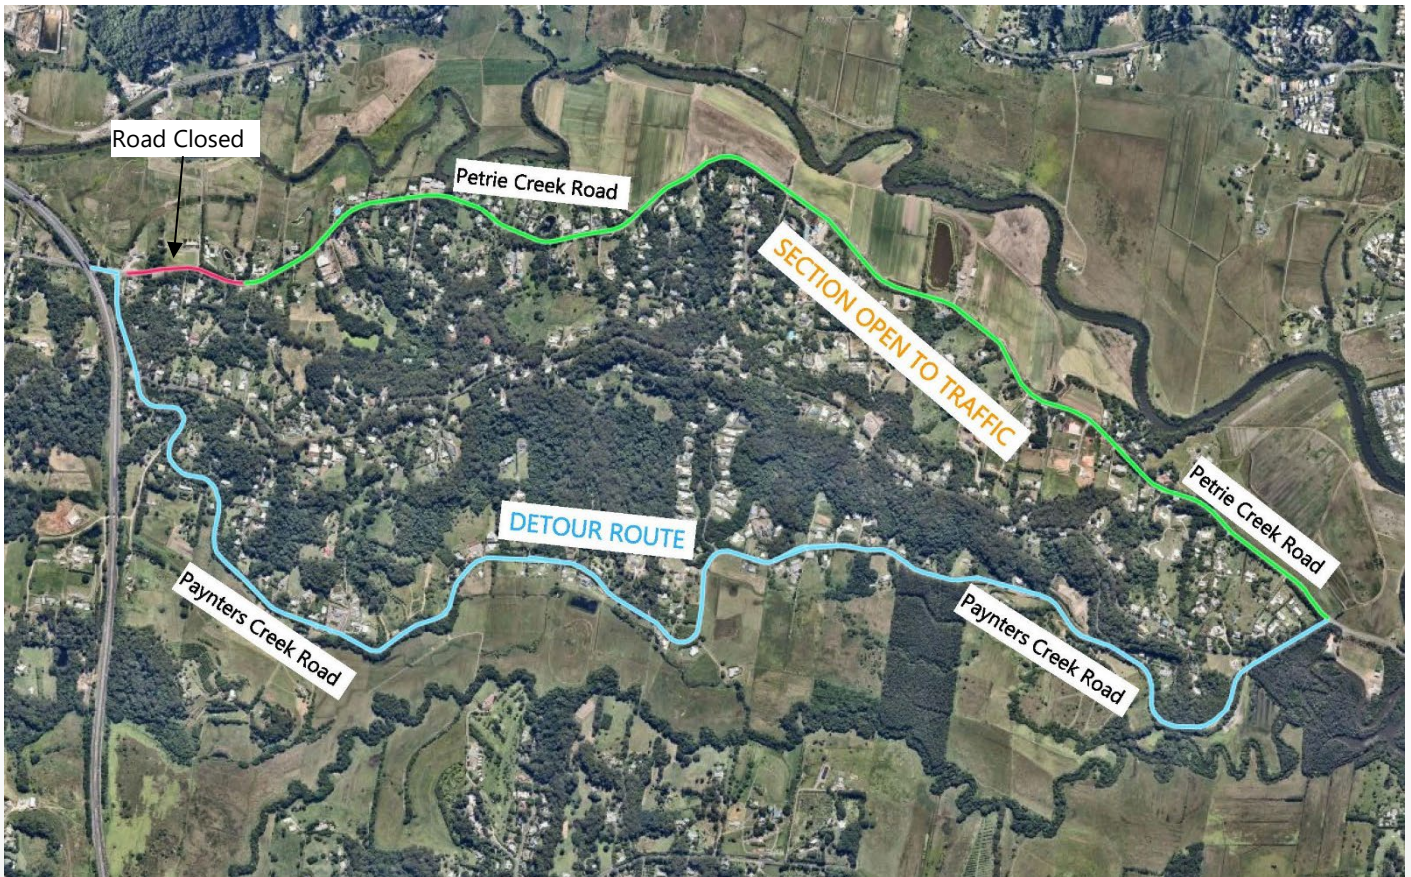 Road Closed
Petrie Creek Road
SECTION OPEN TO TRAFFIC
Petrie Creek Road
DETOUR ROUTE
Paynters Creek Road
Paynters Creek Road